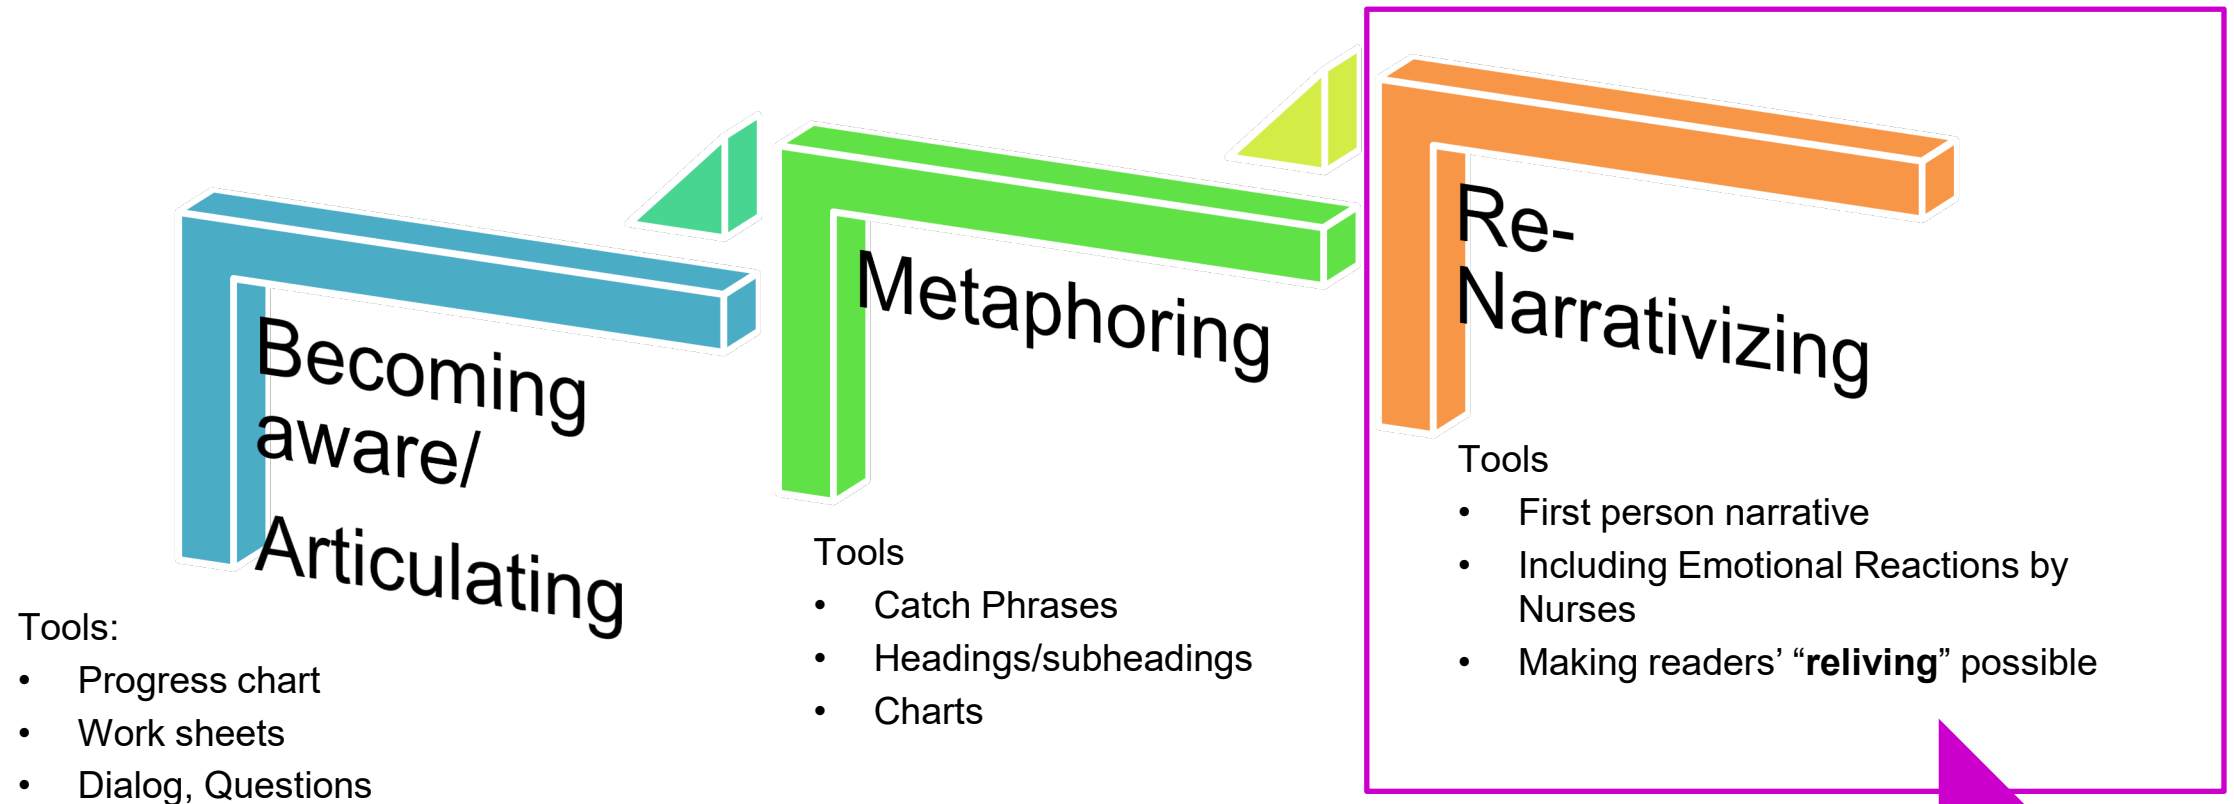 Becoming
aware/
Articulating
Tools:
• Progress chart
• Work sheets
• Dialog, Questions
Metaphoring
Tools
• Catch Phrases
• Headings/subheadings
• Charts
Re-
Narrativizing
Tools
• First person narrative
• Including Emotional Reactions by
Nurses
• Making readers’ “reliving” possible